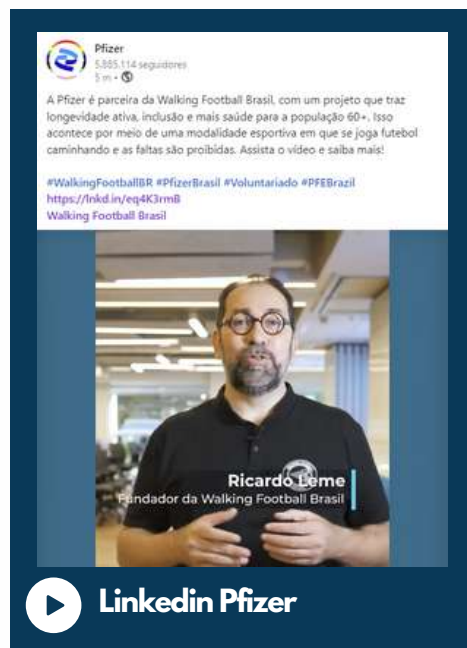 Pfizer
5.885.114 seguidores
5 m •
A Pfizer é parceira da Walking Football Brasil, com um projeto que traz
longevidade ativa, inclusão e mais saúde para a população 60+. Isso
acontece por meio de uma modalidade esportiva em que se joga futebol
caminhando e as faltas são proibidas. Assista o vídeo e saiba mais!
#WalkingFootballBR #PfizerBrasil #Voluntariado #PFEBrazil
https://lnkd.in/eq4K3rmB
Walking Football Brasil
Ricardo Leme
Fundador da Walking Football Brasil
Linkedin Pfizer